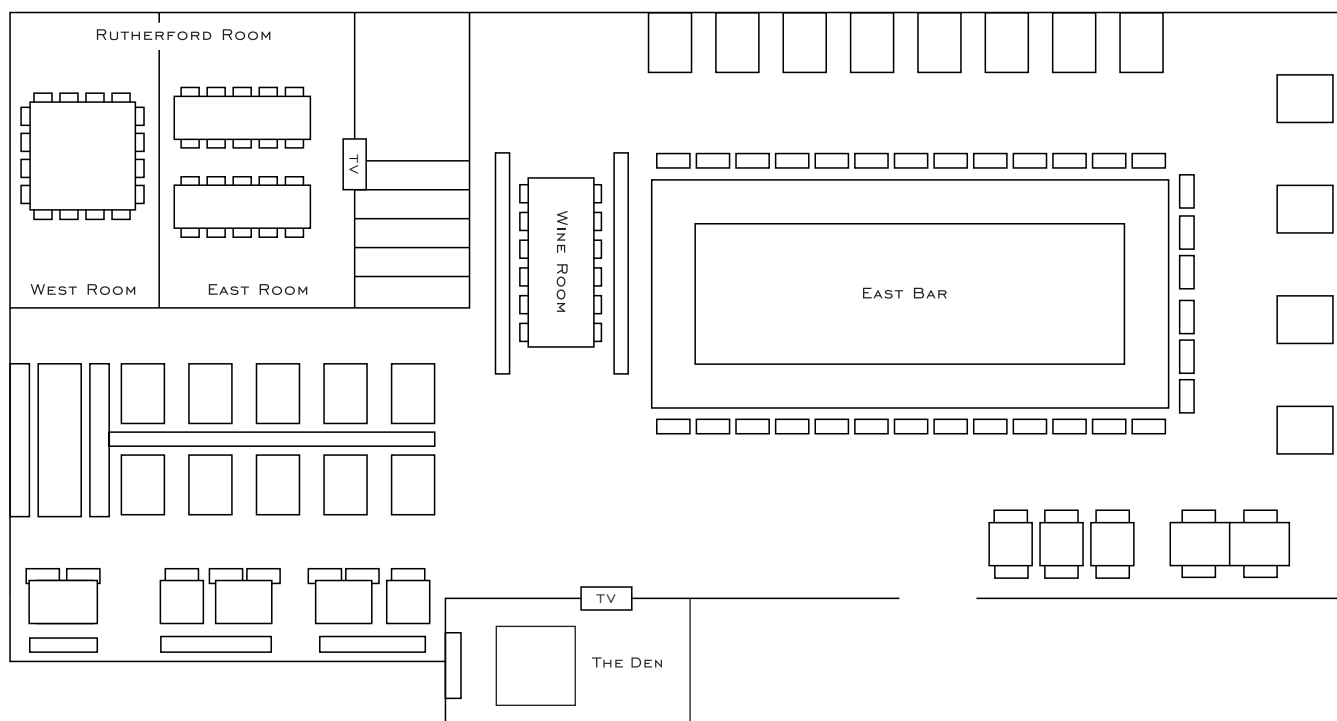 Rutherford Room
TV
Wine Room
West Room
East Room
East Bar
TV
The Den